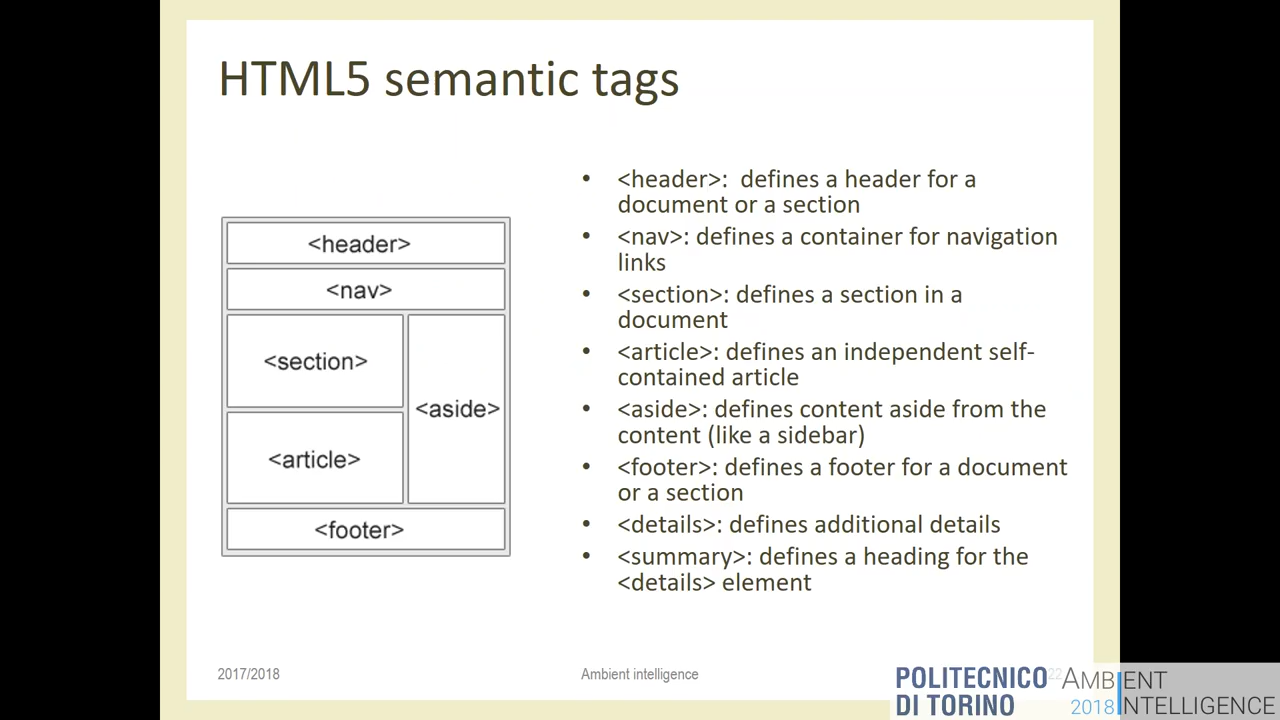 HTML5 semantic tags
<header>
<nav>
<section>
<aside>
<article>
<footer>
• <header>:  defines a header for a
document or a section
• <nav>: defines a container for navigation
links
• <section>: defines a section in a
document
• <article>: defines an independent self-
contained article
• <aside>: defines content aside from the
content (like a sidebar)
• <footer>: defines a footer for a document
or a section
• <details>: defines additional details
• <summary>: defines a heading for the
<details> element
2017/2018
Ambient intelligence
22
POLITECNICO
DI TORINO
AMBIENT
2018 INTELLIGENCE